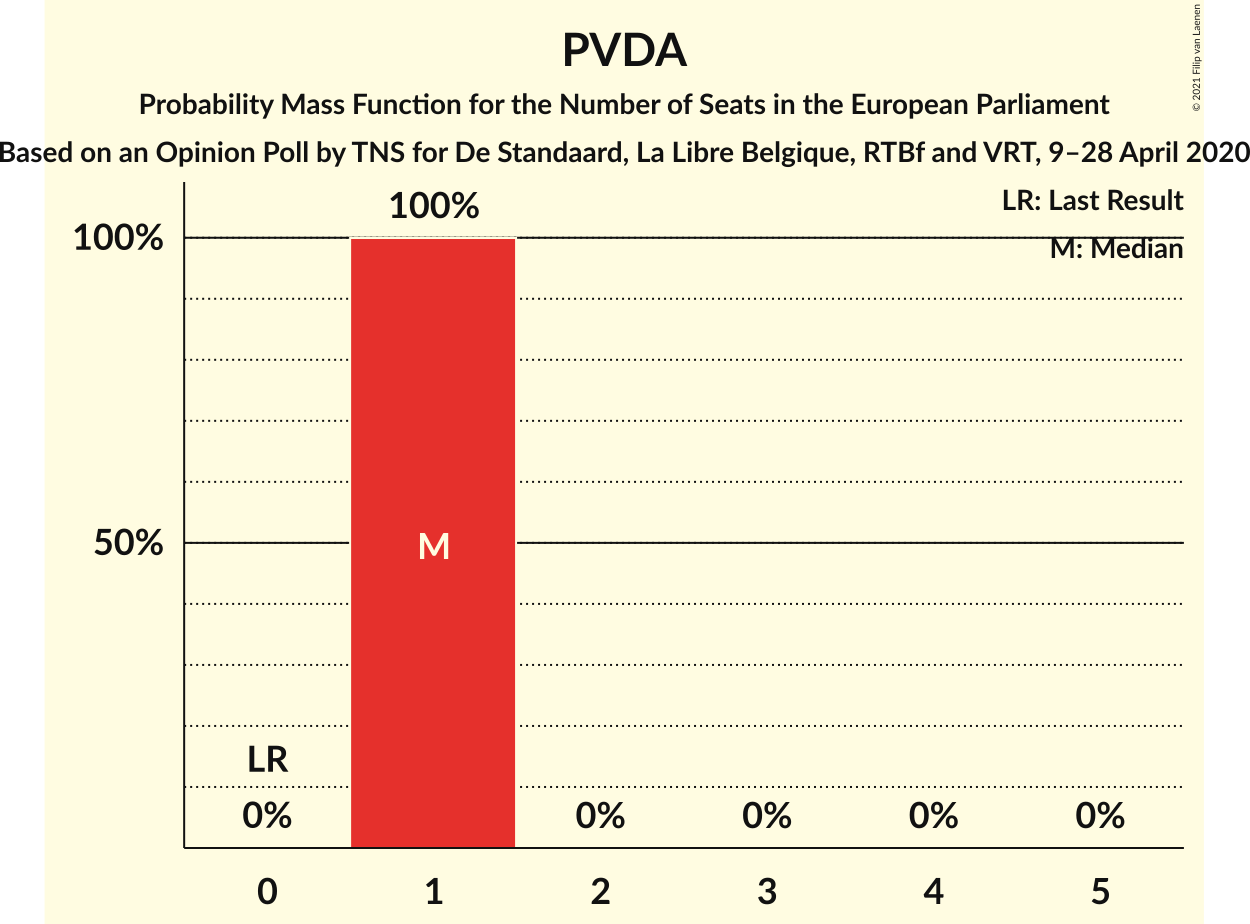 PVDA
Probability Mass Function for the Number of Seats in the European Parliament
Based on an Opinion Poll by TNS for De Standaard, La Libre Belgique, RTBf and VRT, 9–28 April 2020
© 2021 Filip van Laenen
LR: Last Result
M: Median
100%
100%
50%
M
LR
0%
0%
0%
0%
0%
0 1 2 3 4 5